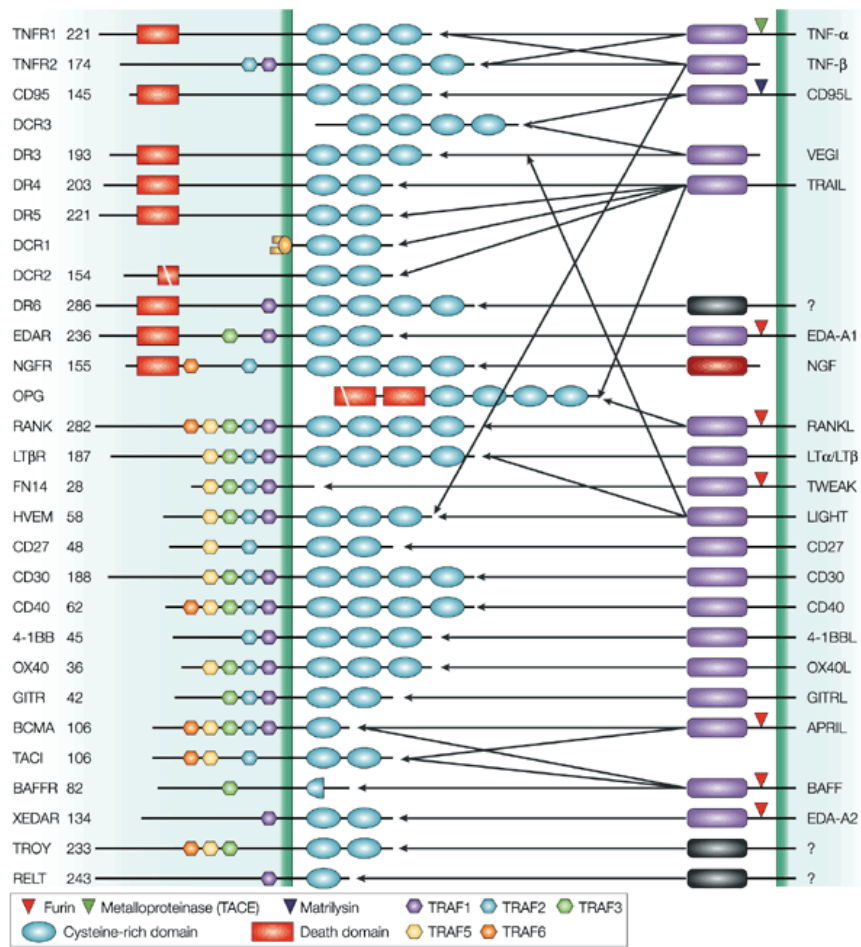 TNFR1 221 TNF-α
TNFR2 174 TNF-β
CD95 145 CD95L
DCR3
DR3 193 VEGI
DR4 203 TRAIL
DR5 221
DCR1
DCR2 154
DR6 286 ?
EDAR 236 EDA-A1
NGFR 155 NGF
OPG
RANK 282 RANKL
LTβR 187 LTα/LTβ
FN14 28 TWEAK
HVEM 58 LIGHT
CD27 48 CD27
CD30 188 CD30
CD40 62 CD40
4-1BB 45 4-1BBL
OX40 36 OX40L
GITR 42 GITRL
BCMA 106 APRIL
TACI 106
BAFFR 82 BAFF
XEDAR 134 EDA-A2
TROY 233 ?
RELT 243 ?
Furin Metalloproteinase (TACE) Matrilysin TRAF1 TRAF2 TRAF3
Cysteine-rich domain Death domain TRAF5 TRAF6